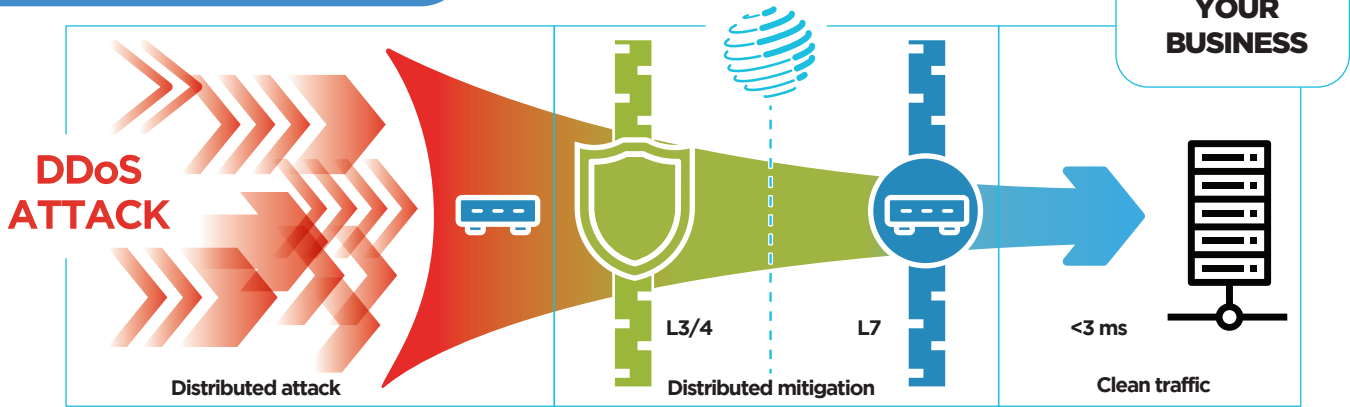 YOUR
BUSINESS
DDoS
ATTACK
L3/4
L7
<3 ms
Distributed attack
Distributed mitigation
Clean traffic